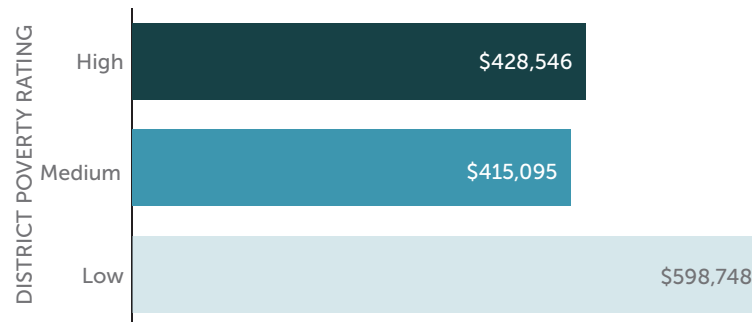 DISTRICT POVERTY RATING
High
$428,546
Medium
$415,095
Low
$598,748